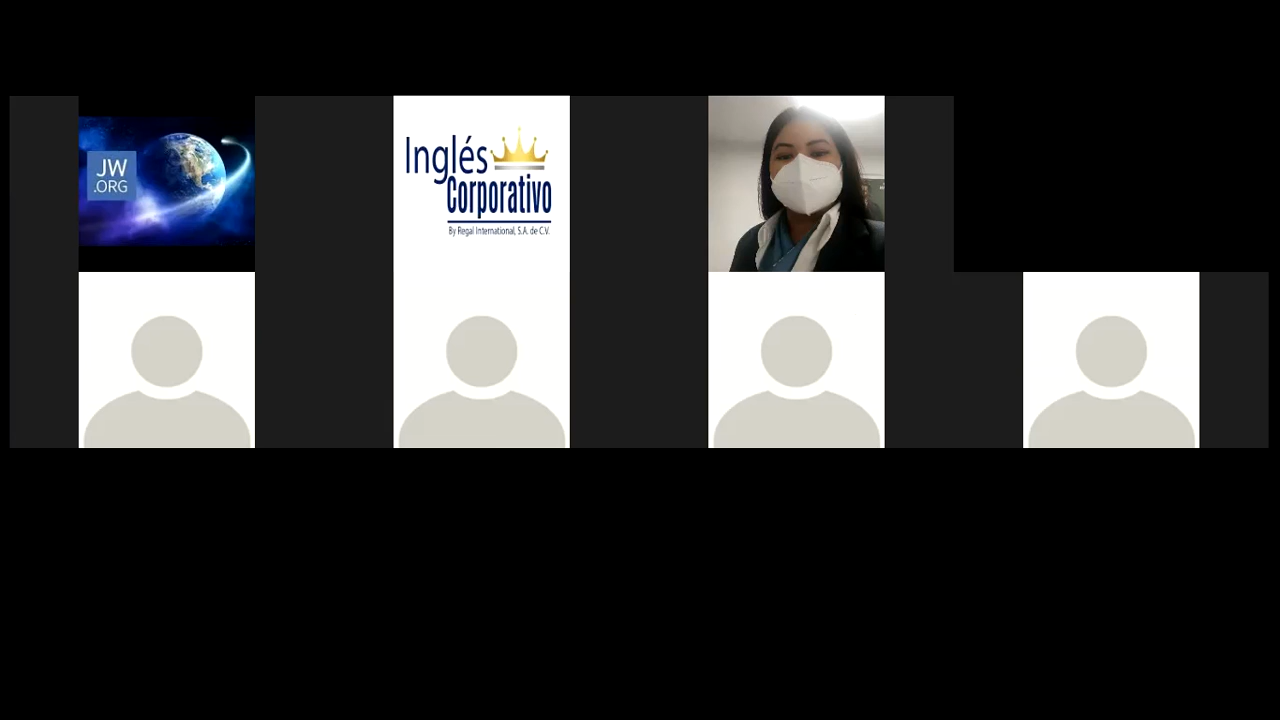 JW
.ORG
Inglés
Corporativo
By Regal International, S.A. de C.V.